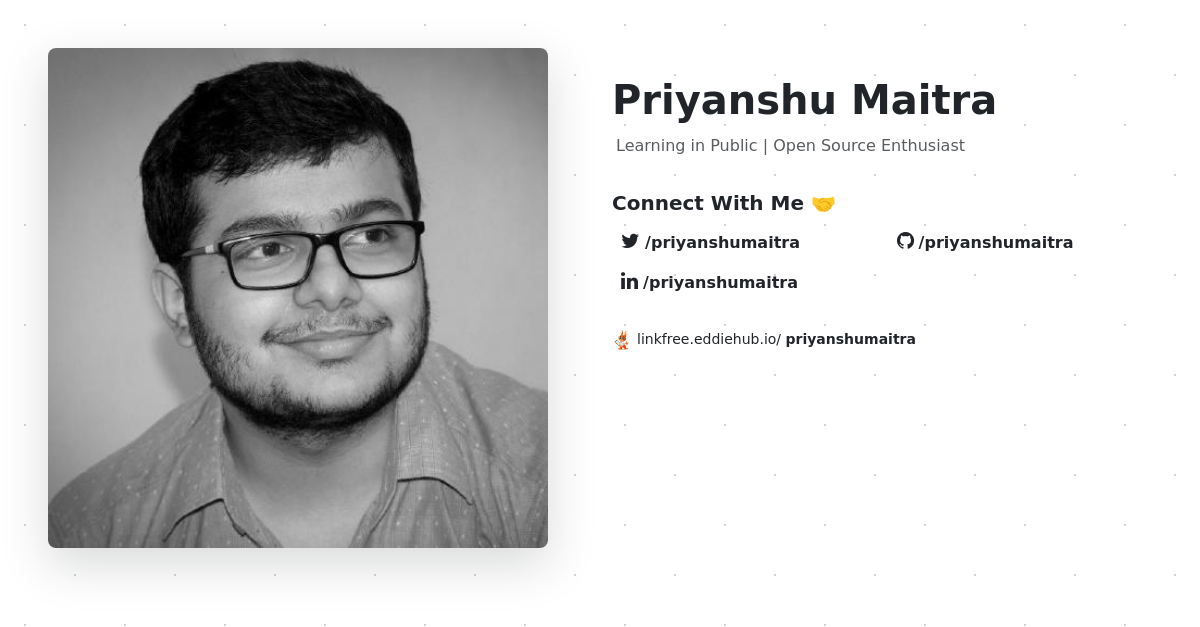 Priyanshu Maitra
Learning in Public | Open Source Enthusiast
Connect With Me 🤝
/priyanshumaitra
/priyanshumaitra
/priyanshumaitra
linkfree.eddiehub.io/ priyanshumaitra